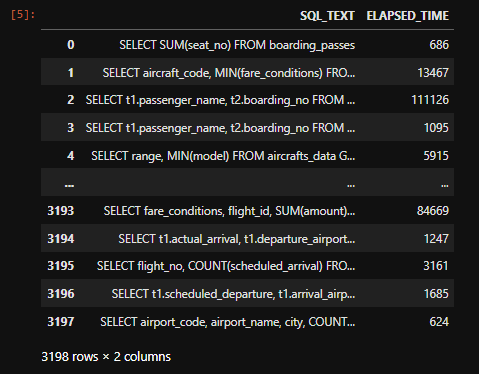 [5]:
SQL_TEXT ELAPSED_TIME
0 SELECT SUM(seat_no) FROM boarding_passes 686
1 SELECT aircraft_code, MIN(fare_conditions) FRO... 13467
2 SELECT t1.passenger_name, t2.boarding_no FROM ... 111126
3 SELECT t1.passenger_name, t2.boarding_no FROM ... 1095
4 SELECT range, MIN(model) FROM aircrafts_data G... 5915
... ... ...
3193 SELECT fare_conditions, flight_id, SUM(amount)... 84669
3194 SELECT t1.actual_arrival, t1.departure_airport... 1247
3195 SELECT flight_no, COUNT(scheduled_arrival) FRO... 3161
3196 SELECT t1.scheduled_departure, t1.arrival_airp... 1685
3197 SELECT airport_code, airport_name, city, COUNT... 624
3198 rows × 2 columns